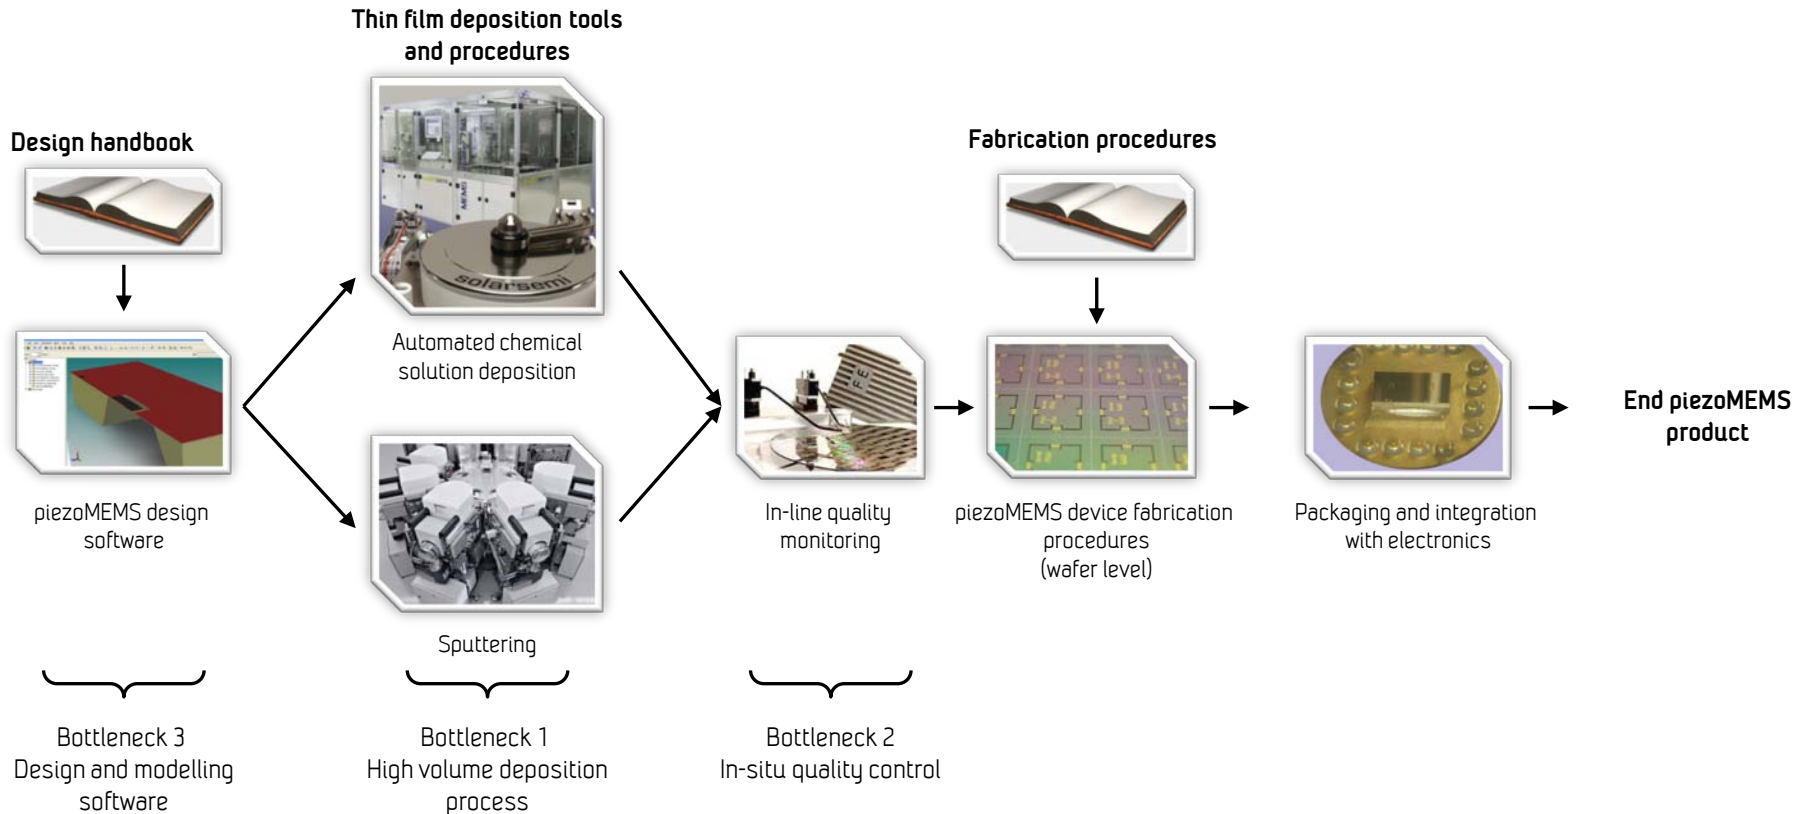 Thin film deposition tools
and procedures
Design handbook
Fabrication procedures
MEMS
solarsemi
Automated chemical
solution deposition
FE
End piezoMEMS
product
piezoMEMS design
software
In-line quality
monitoring
piezoMEMS device fabrication
procedures
(wafer level)
Packaging and integration
with electronics
Sputtering
Bottleneck 3
Design and modelling
software
Bottleneck 1
High volume deposition
process
Bottleneck 2
In-situ quality control